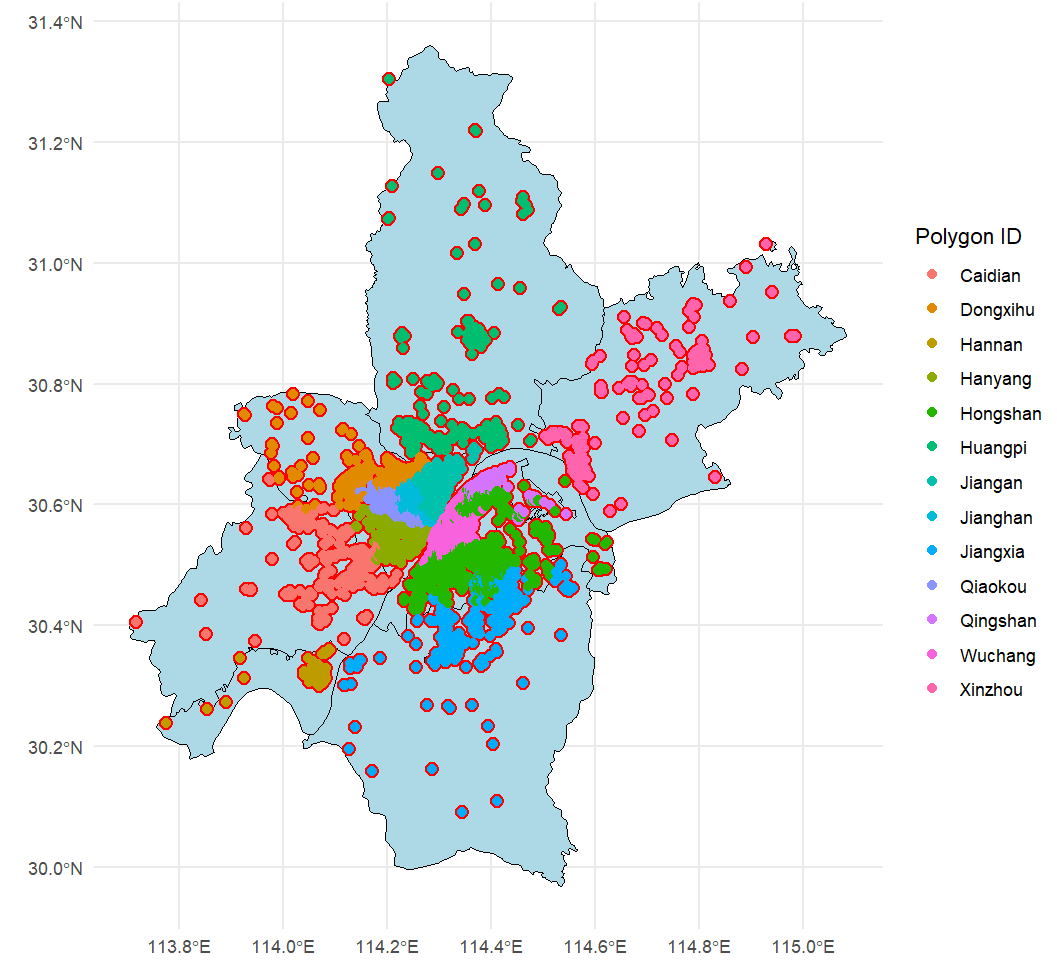 31.4°N
31.2°N
31.0°N
30.8°N
30.6°N
30.4°N
30.2°N
30.0°N
113.8°E 114.0°E 114.2°E 114.4°E 114.6°E 114.8°E 115.0°E
Polygon ID
Caidian
Dongxihu
Hannan
Hanyang
Hongshan
Huangpi
Jiangan
Jianghan
Jiangxia
Qiaokou
Qingshan
Wuchang
Xinzhou